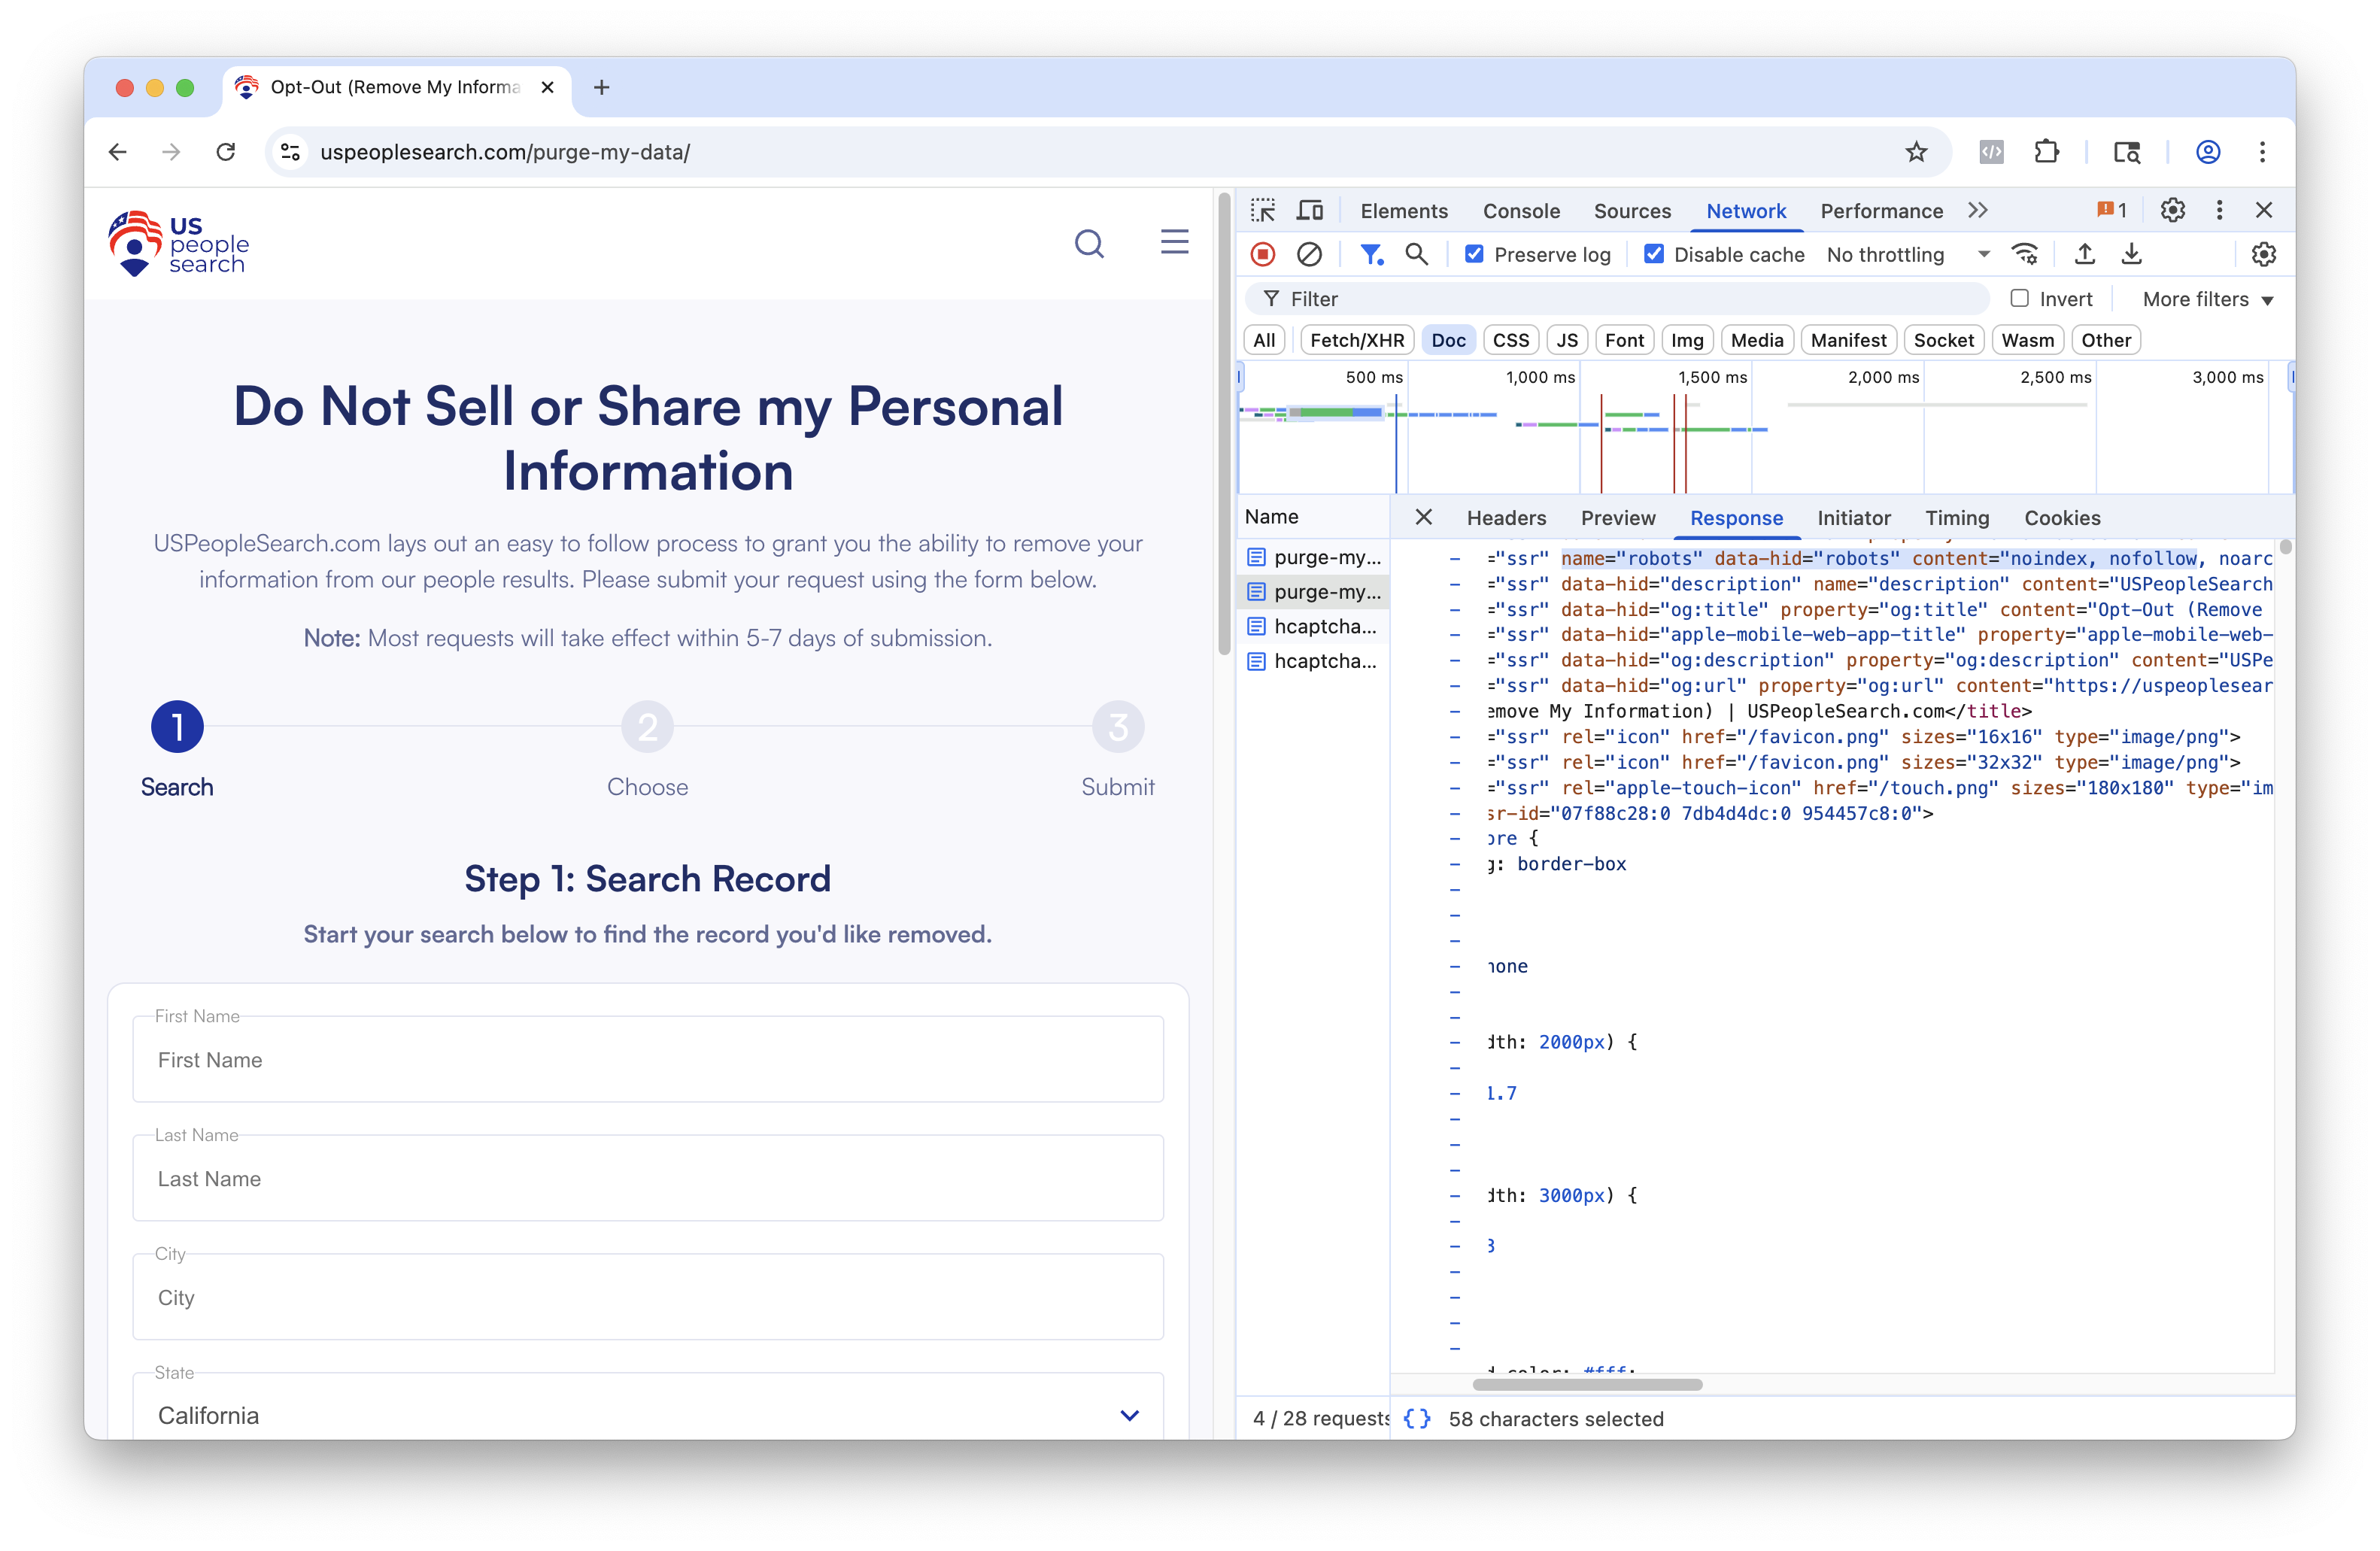 Opt-Out (Remove My Informa
uspeoplesearch.com/purge-my-data/
US
people
search
Do Not Sell or Share my Personal
Information
USPeopleSearch.com lays out an easy to follow process to grant you the ability to remove your
information from our people results. Please submit your request using the form below.
Note: Most requests will take effect within 5-7 days of submission.
1 2 3
Search Choose Submit
Step 1: Search Record
Start your search below to find the record you'd like removed.
First Name
First Name
Last Name
Last Name
City
City
State
California
Elements Console Sources Network Performance 1
Preserve log Disable cache No throttling
Filter Invert More filters
All Fetch/XHR Doc CSS JS Font Img Media Manifest Socket Wasm Other
500 ms 1,000 ms 1,500 ms 2,000 ms 2,500 ms 3,000 ms
Name
purge-my...
purge-my...
hcaptcha...
hcaptcha...
Headers Preview Response Initiator Timing Cookies
="ssr" name="robots" data-hid="robots" content="noindex, nofollow, noarc
="ssr" data-hid="description" name="description" content="USPeopleSearch
="ssr" data-hid="og:title" property="og:title" content="Opt-Out (Remove
="ssr" data-hid="apple-mobile-web-app-title" property="apple-mobile-web-
="ssr" data-hid="og:description" property="og:description" content="USPe
="ssr" data-hid="og:url" property="og:url" content="https://uspeoplesear
emove My Information) | USPeopleSearch.com</title>
="ssr" rel="icon" href="/favicon.png" sizes="16x16" type="image/png">
="ssr" rel="icon" href="/favicon.png" sizes="32x32" type="image/png">
="ssr" rel="apple-touch-icon" href="/touch.png" sizes="180x180" type="im
sr-id="07f88c28:0 7db4d4dc:0 954457c8:0">
ore {
g: border-box
none
dth: 2000px) {
1.7
dth: 3000px) {
3
d color: #fff;
4 / 28 requests
{ } 58 characters selected